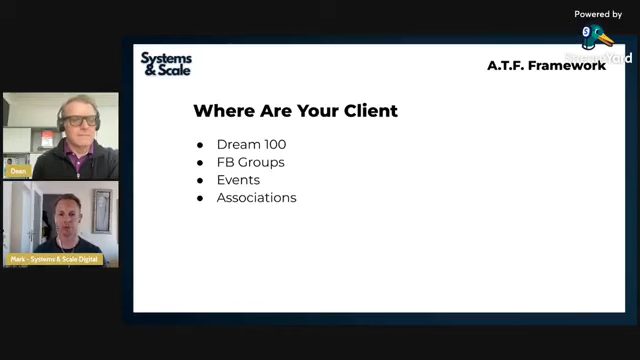 Powered by
StreamYard
Systems
& Scale
A.T.F. Framework
Where Are Your Client
● Dream 100
● FB Groups
● Events
● Associations
Dean
Mark - Systems & Scale Digital